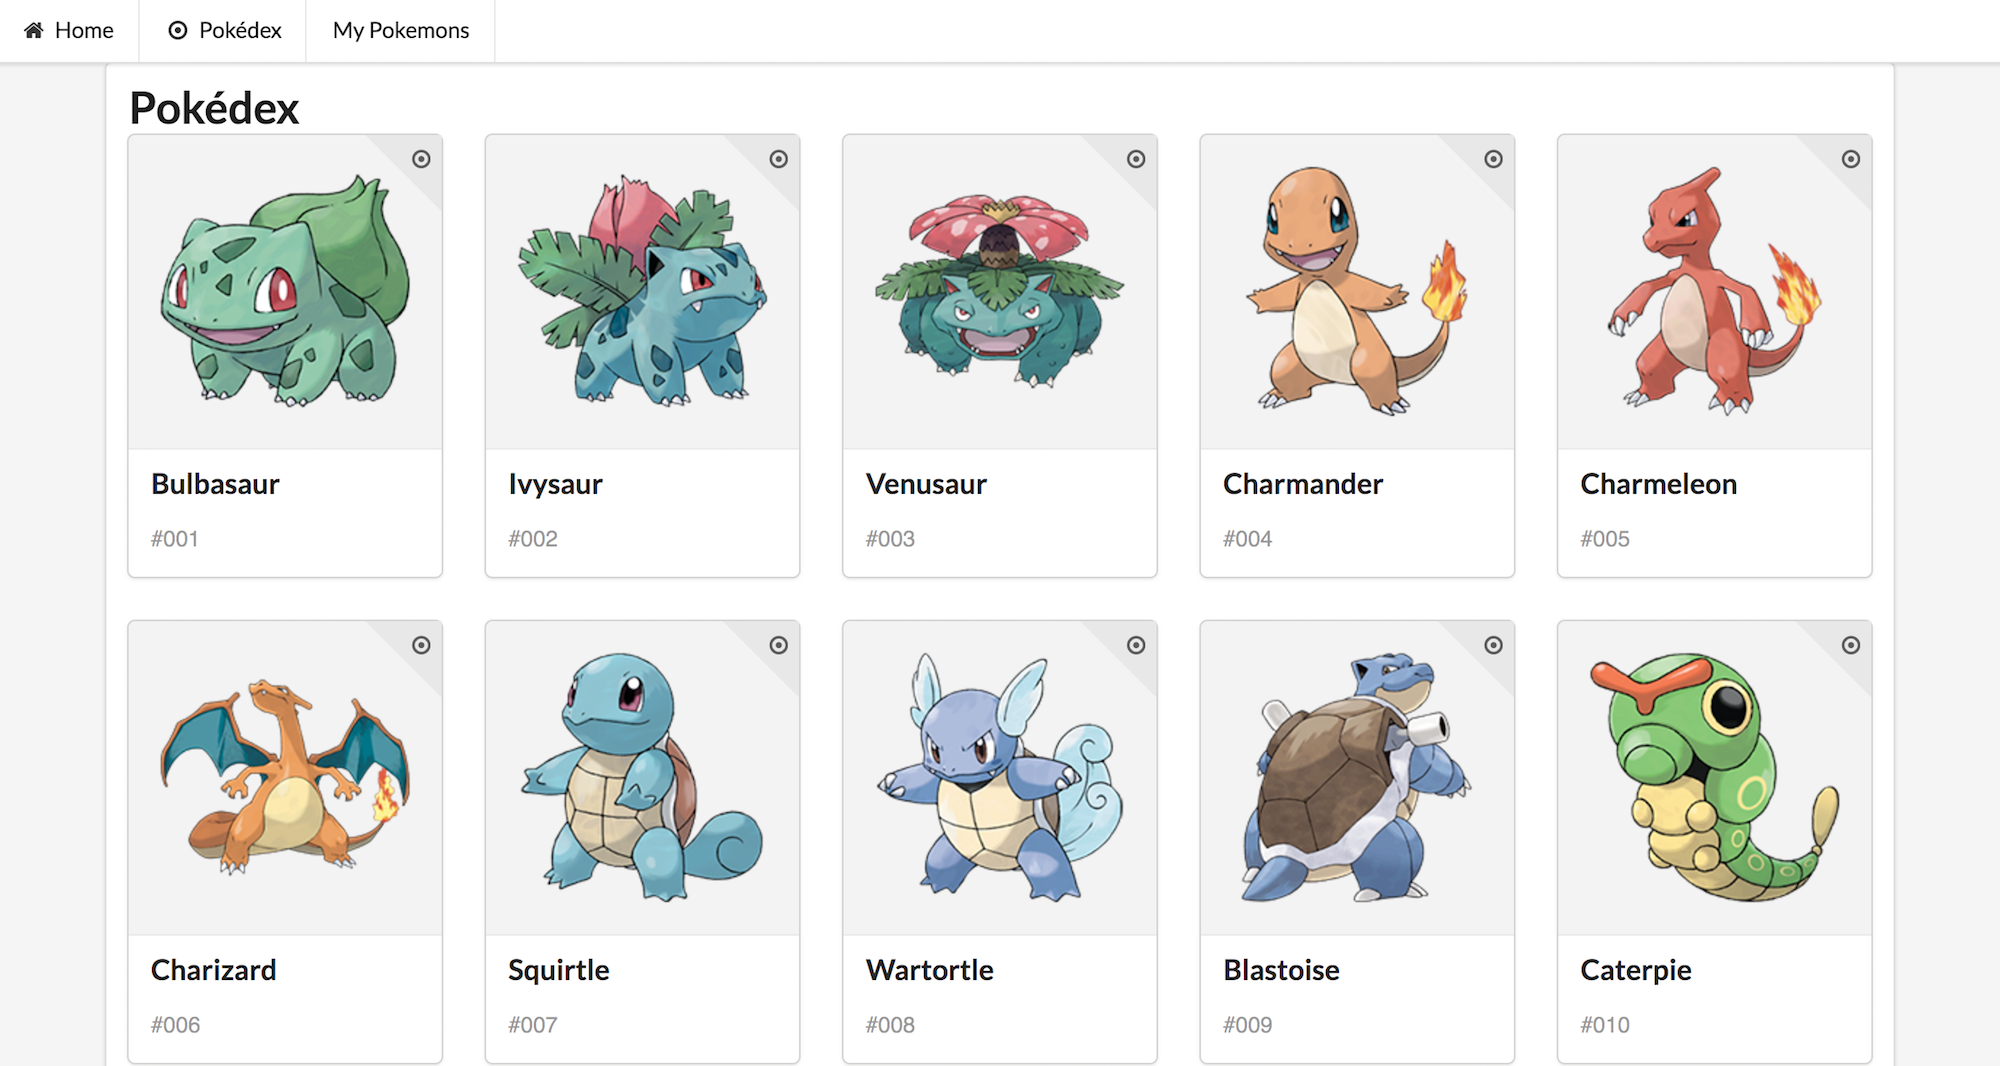 Home Pokédex My Pokemons
Pokédex
Bulbasaur Ivysaur Venusaur Charmander Charmeleon
#001 #002 #003 #004 #005
Charizard Squirtle Wartortle Blastoise Caterpie
#006 #007 #008 #009 #010